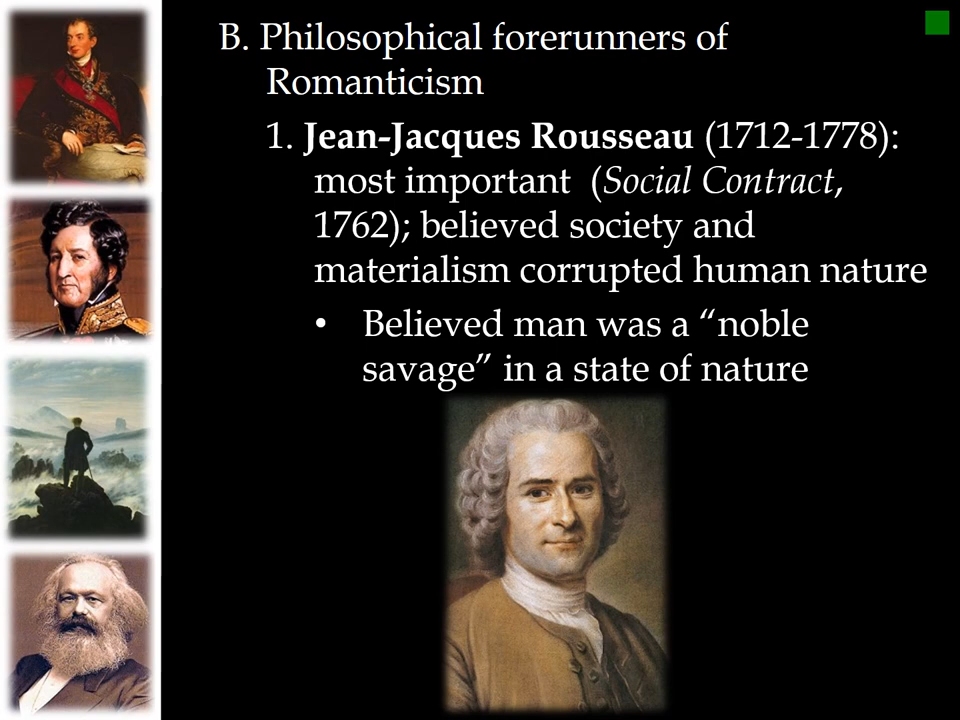 B. Philosophical forerunners of
Romanticism
1. Jean-Jacques Rousseau (1712-1778):
most important  (Social Contract,
1762); believed society and
materialism corrupted human nature
• Believed man was a “noble
savage” in a state of nature